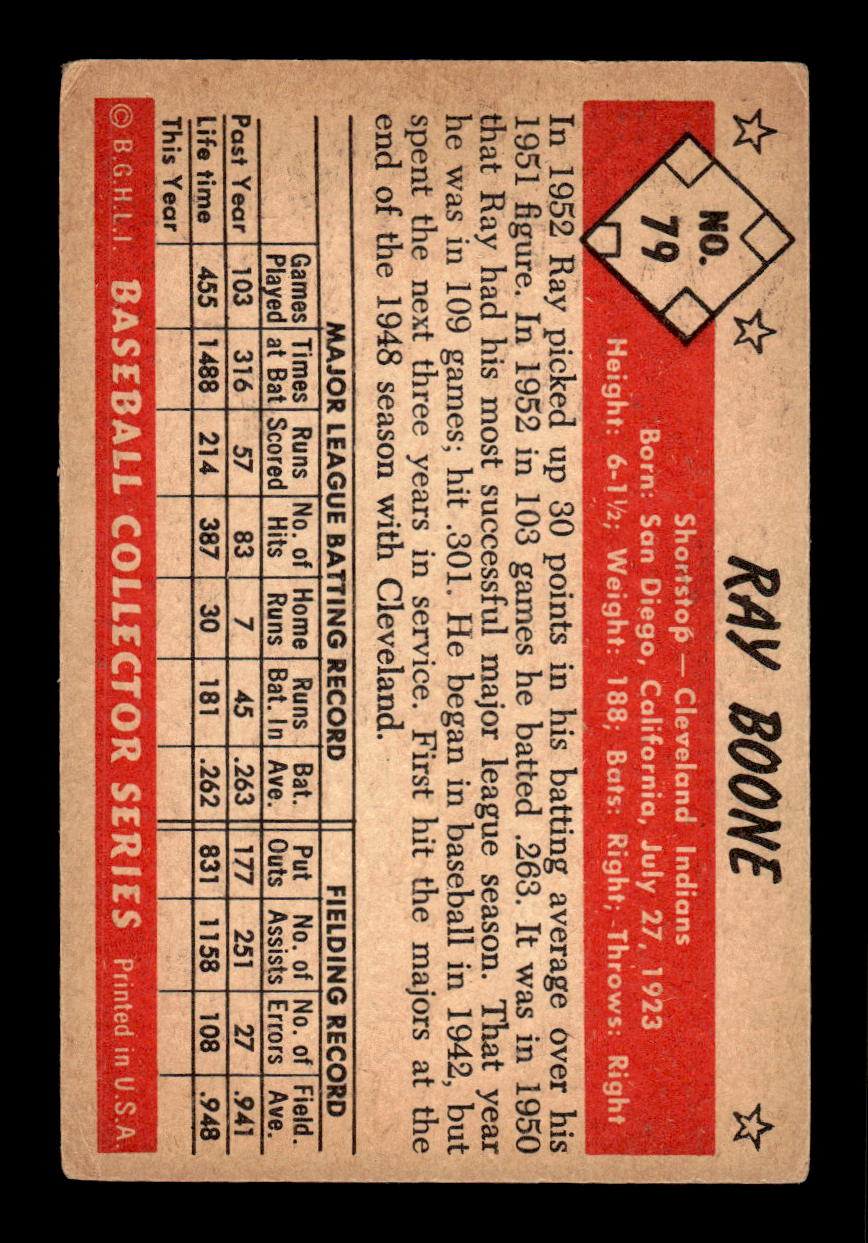 RAY BOONE
NO.
79
Shortstop — Cleveland Indians
Born: San Diego, California, July 27, 1923
Height: 6-1½; Weight: 188; Bats: Right; Throws: Right
In 1952 Ray picked up 30 points in his batting average over his
1951 figure. In 1952 in 103 games he batted .263. It was in 1950
that Ray had his most successful major league season. That year
he was in 109 games; hit .301. He began in baseball in 1942, but
spent the next three years in service. First hit the majors at the
end of the 1948 season with Cleveland.
MAJOR LEAGUE BATTING RECORD FIELDING RECORD
Games Times Runs No. of Home Runs Bat. Put No. of No. of Field.
Played at Bat Scored Hits Runs Bat. In Ave. Outs Assists Errors Ave.
Past Year 103 316 57 83 7 45 .263 177 251 27 .941
Life time 455 1488 214 387 30 181 .262 831 1158 108 .948
This Year
© B.G.H.L.I. BASEBALL COLLECTOR SERIES Printed in U.S.A.